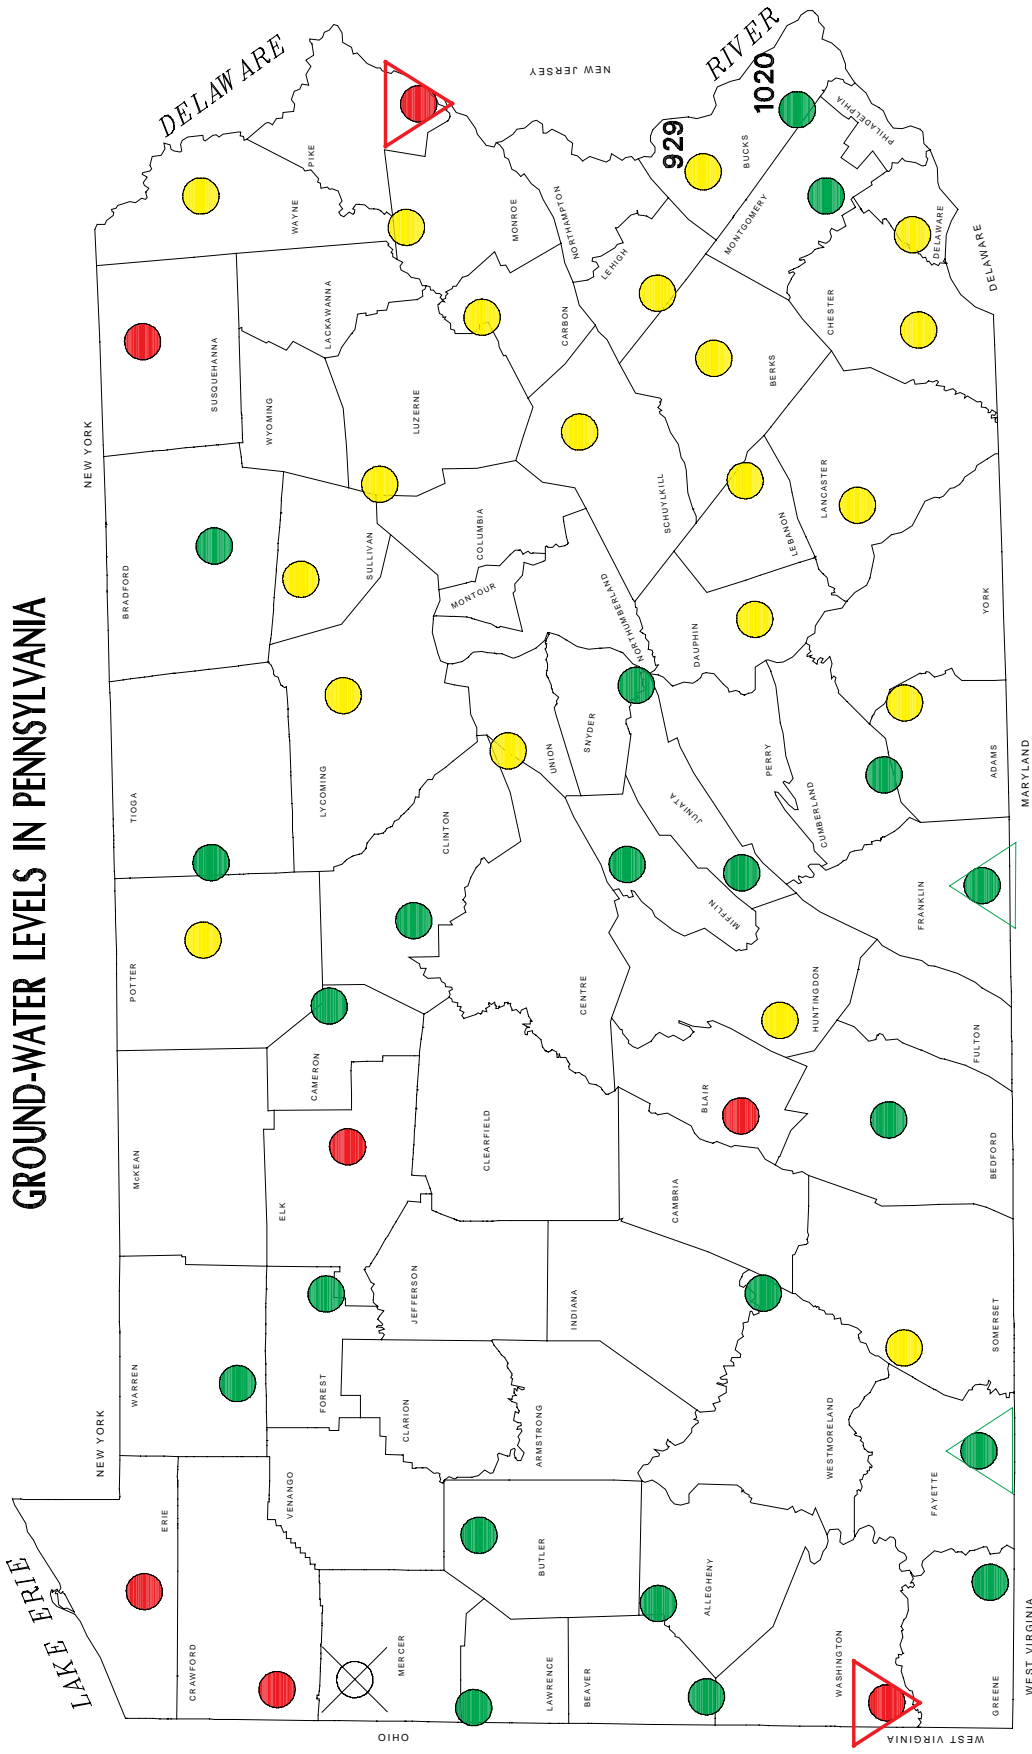 GROUND-WATER LEVELS IN PENNSYLVANIA
LAKE ERIE
NEW YORK
NEW YORK
DELAWARE
RIVER
NEW JERSEY
DELAWARE
MARYLAND
WEST VIRGINIA
WEST VIRGINIA
OHIO
929
1020
ERIE
CRAWFORD
WARREN
McKEAN
POTTER
TIOGA
BRADFORD
SUSQUEHANNA
WAYNE
PIKE
WYOMING
LACKAWANNA
MERCER
VENANGO
FOREST
ELK
CAMERON
CLINTON
LYCOMING
SULLIVAN
LUZERNE
MONROE
COLUMBIA
MONTOUR
CARBON
NORTHAMPTON
LEHIGH
LAWRENCE
BUTLER
CLARION
JEFFERSON
CLEARFIELD
CENTRE
UNION
SNYDER
NORTHUMBERLAND
SCHUYLKILL
BERKS
BUCKS
MONTGOMERY
PHILADELPHIA
DELAWARE
CHESTER
BEAVER
ARMSTRONG
INDIANA
CAMBRIA
BLAIR
HUNTINGDON
MIFFLIN
JUNIATA
PERRY
DAUPHIN
LEBANON
LANCASTER
ALLEGHENY
WESTMORELAND
CUMBERLAND
YORK
WASHINGTON
GREENE
FAYETTE
SOMERSET
BEDFORD
FULTON
FRANKLIN
ADAMS